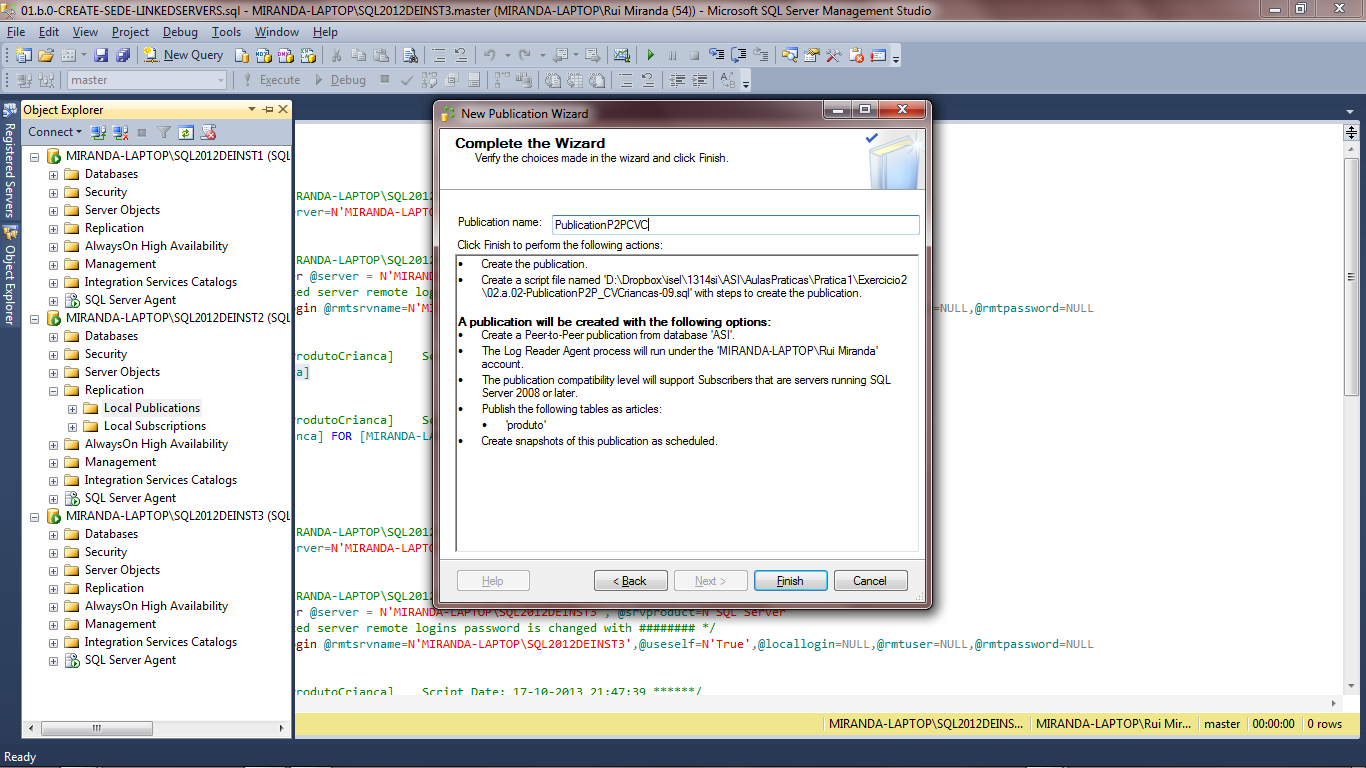 01.b.0-CREATE-SEDE-LINKEDSERVERS.sql - MIRANDA-LAPTOP\SQL2012DEINST3.master (MIRANDA-LAPTOP\Rui Miranda (54)) - Microsoft SQL Server Management Studio
File Edit View Project Debug Tools Window Help
New Query
master Execute Debug
Registered Servers
Object Explorer
Object Explorer
Connect
MIRANDA-LAPTOP\SQL2012DEINST1 (SQL
Databases
Security
Server Objects
Replication
AlwaysOn High Availability
Management
Integration Services Catalogs
SQL Server Agent
MIRANDA-LAPTOP\SQL2012DEINST2 (SQL
Databases
Security
Server Objects
Replication
Local Publications
Local Subscriptions
AlwaysOn High Availability
Management
Integration Services Catalogs
SQL Server Agent
MIRANDA-LAPTOP\SQL2012DEINST3 (SQL
Databases
Security
Server Objects
Replication
AlwaysOn High Availability
Management
Integration Services Catalogs
SQL Server Agent
RANDA-LAPTOP\SQL2012
erver=N'MIRANDA-LAPTO
RANDA-LAPTOP\SQL2012
er @server = N'MIRAND
ed server remote log
gin @rmtsrvname=N'MIR
=NULL,@rmtpassword=NULL
rodutoCrianca] Sc
a]
rodutoCrianca] Sc
nca] FOR [MIRANDA-LA
RANDA-LAPTOP\SQL2012
erver=N'MIRANDA-LAPTO
RANDA-LAPTOP\SQL2012
er @server = N'MIRANDA-LAPTOP\SQL2012DEINST3', @srvproduct=N'SQL Server'
ed server remote logins password is changed with ######## */
gin @rmtsrvname=N'MIRANDA-LAPTOP\SQL2012DEINST3',@useself=N'True',@locallogin=NULL,@rmtuser=NULL,@rmtpassword=NULL
rodutoCrianca] Script Date: 17-10-2013 21:47:39 ******/
New Publication Wizard
Complete the Wizard
Verify the choices made in the wizard and click Finish.
Publication name: PublicationP2PCVC
Click Finish to perform the following actions:
• Create the publication.
• Create a script file named 'D:\Dropbox\isel\1314si\ASI\AulasPraticas\Pratica1\Exercicio2
\02.a.02-PublicationP2P_CVCriancas-09.sql' with steps to create the publication.
A publication will be created with the following options:
• Create a Peer-to-Peer publication from database 'ASI'.
• The Log Reader Agent process will run under the 'MIRANDA-LAPTOP\Rui Miranda'
account.
• The publication compatibility level will support Subscribers that are servers running SQL
Server 2008 or later.
• Publish the following tables as articles:
• 'produto'
• Create snapshots of this publication as scheduled.
Help < Back Next > Finish Cancel
MIRANDA-LAPTOP\SQL2012DEINS... MIRANDA-LAPTOP\Rui Mir... master 00:00:00 0 rows
Ready